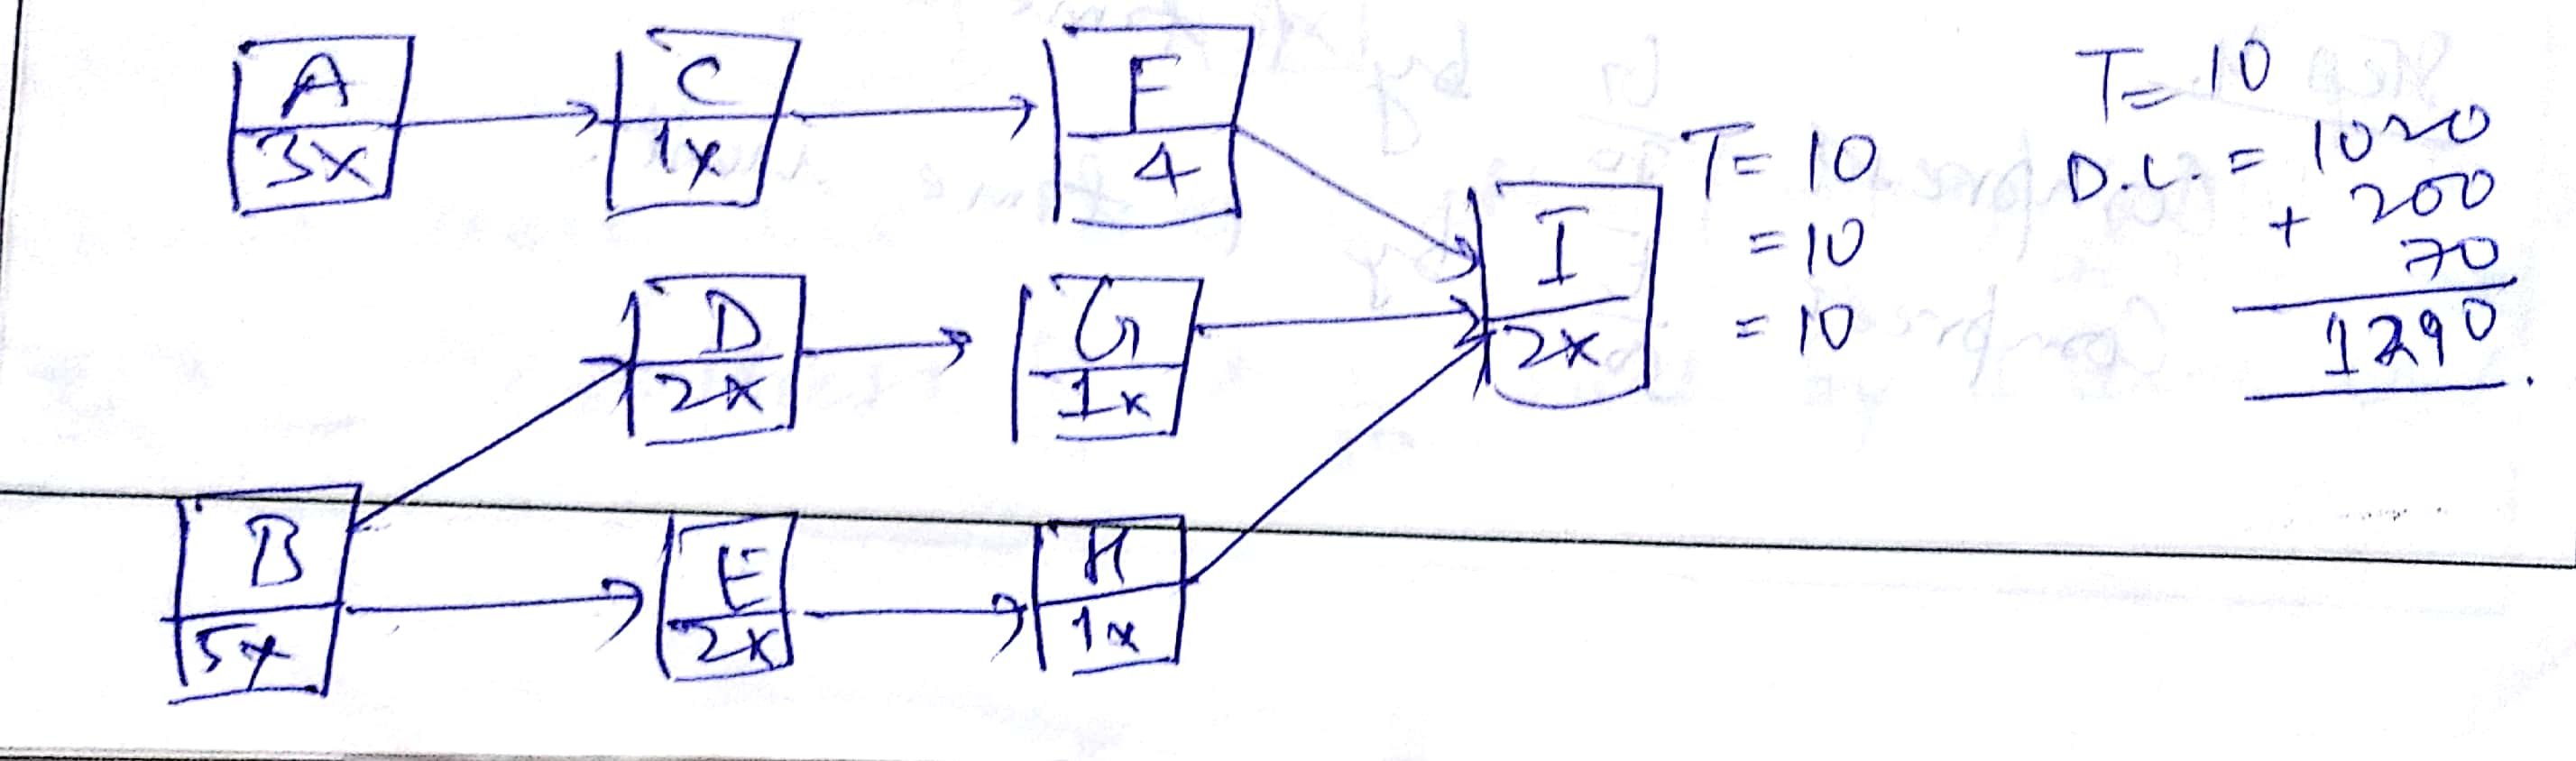 A
3x
C
1x
F
4
I
2x
T = 10
= 10
= 10
T = 10
D.C. = 1020
+ 200
70
1290
D
2x
G
1x
B
5x
E
2x
H
1x